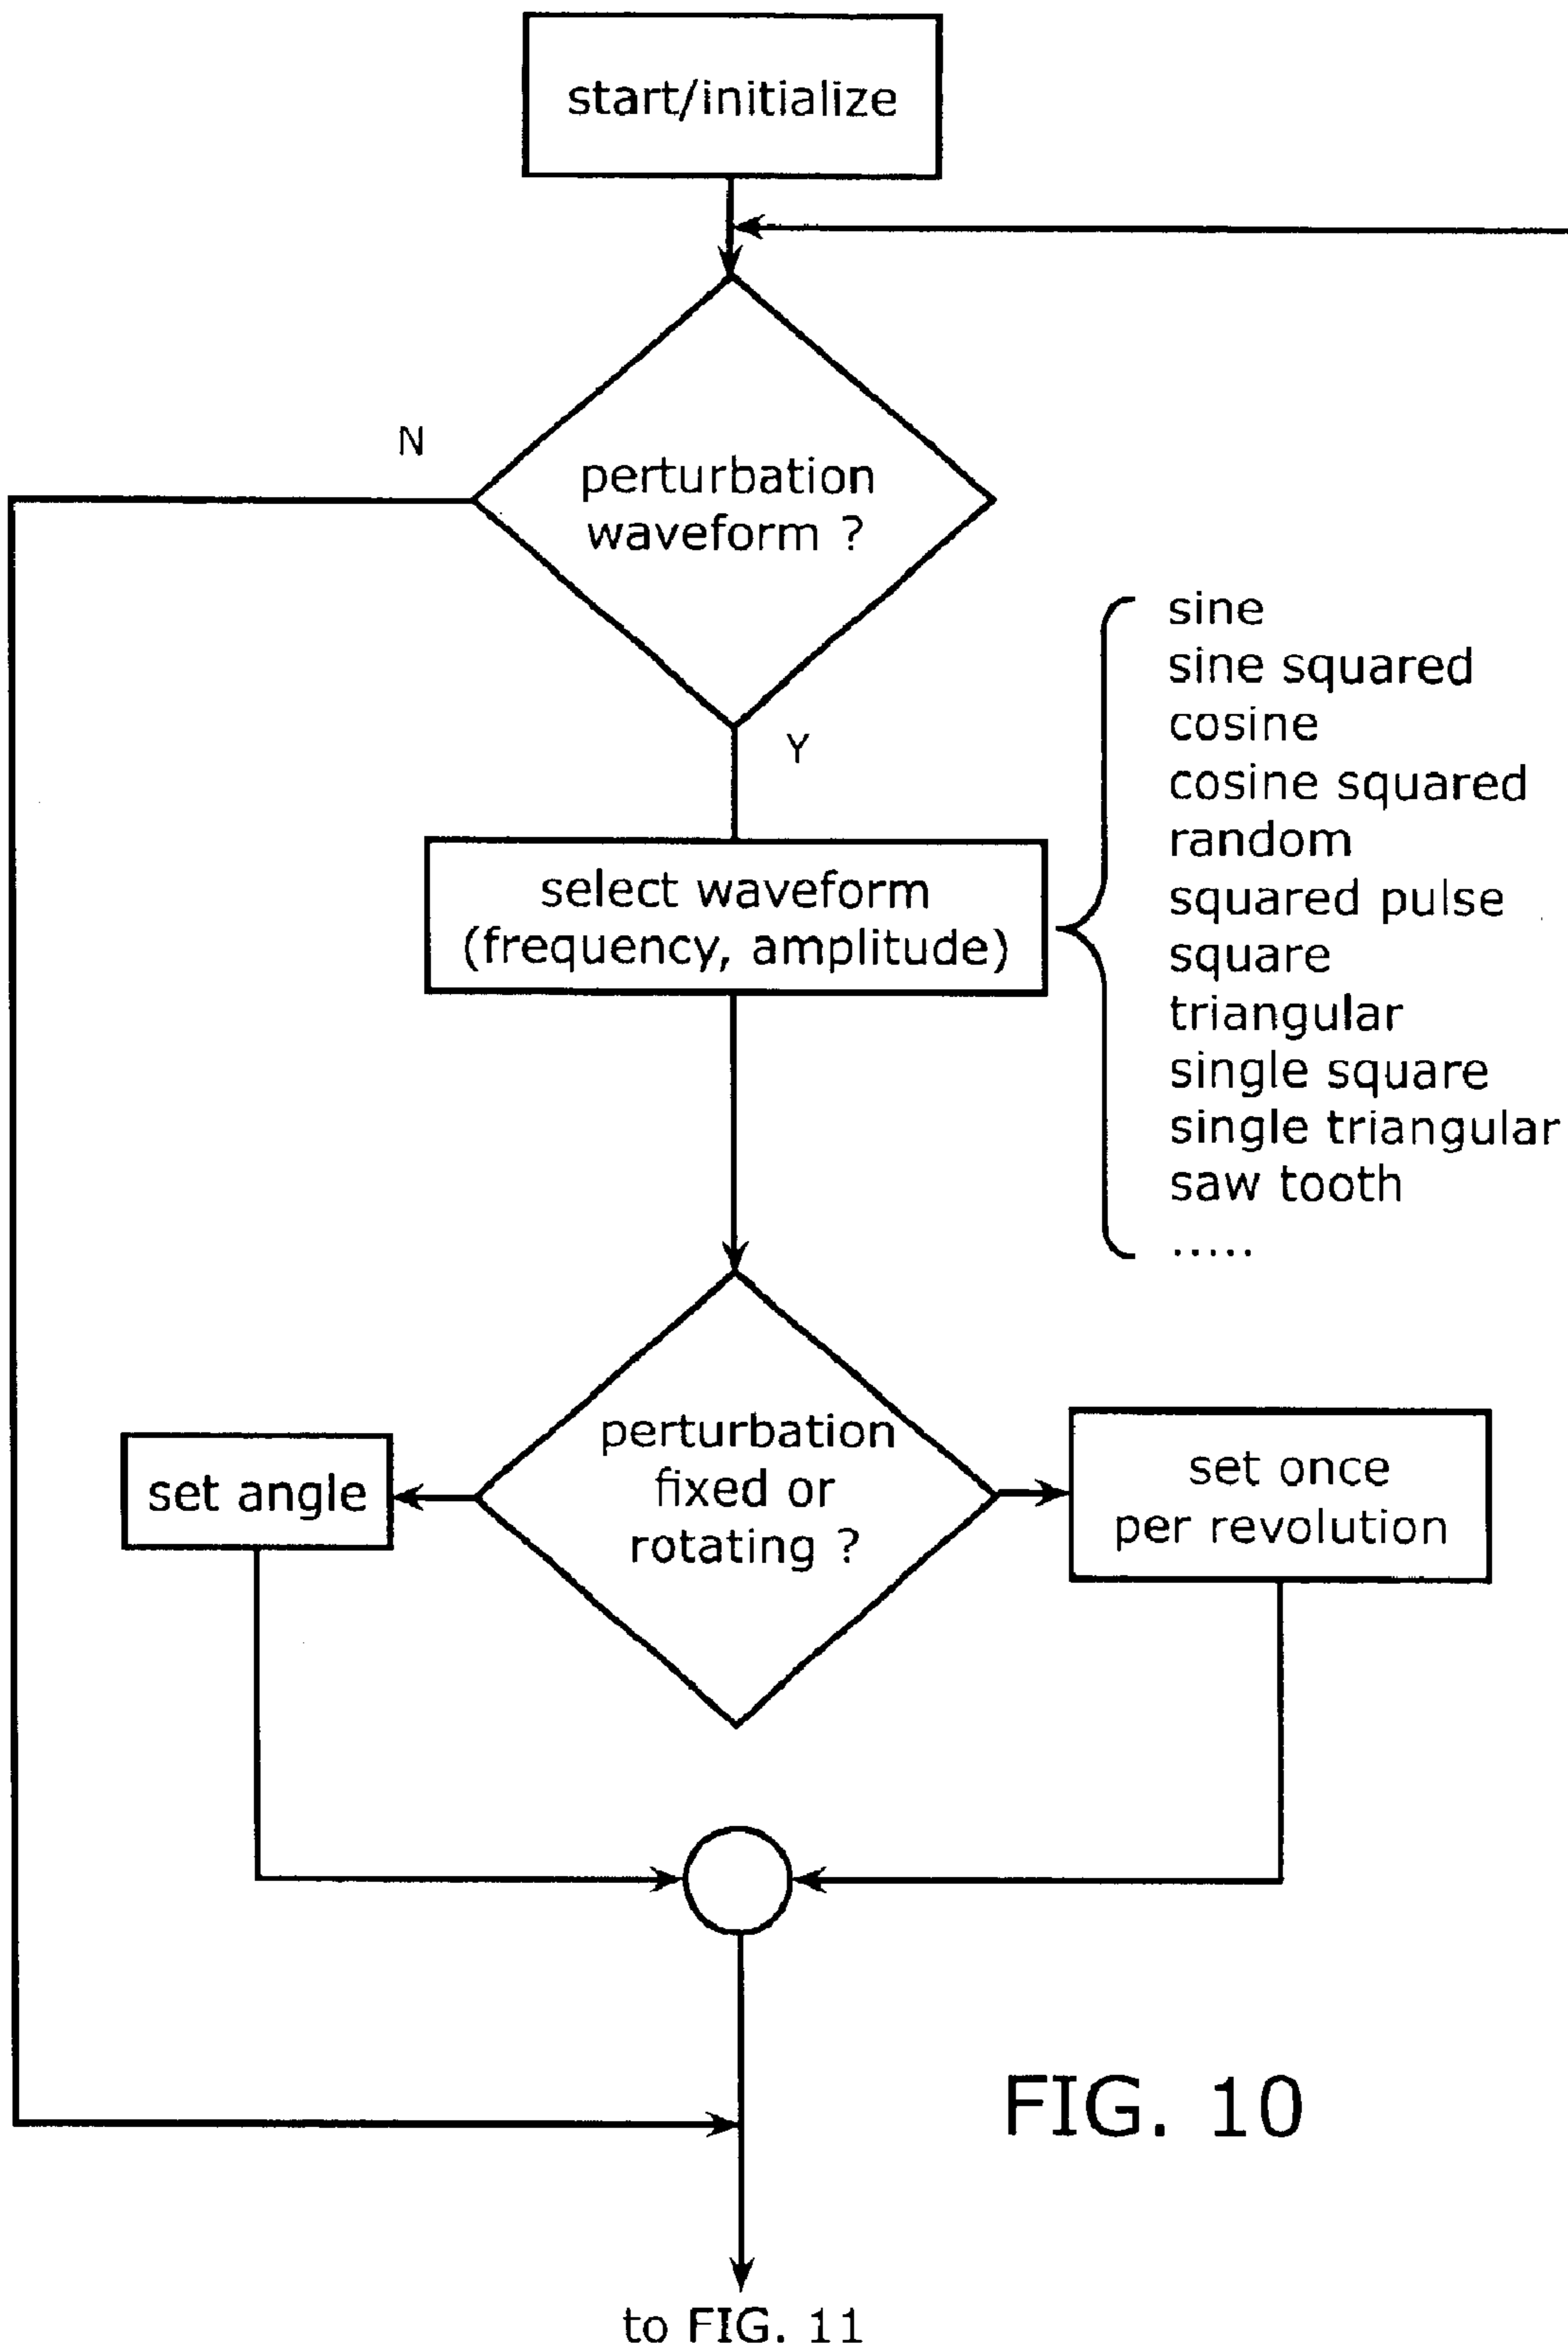 start/initialize
N
perturbation
waveform ?
Y
select waveform
(frequency, amplitude)
sine
sine squared
cosine
cosine squared
random
squared pulse
square
triangular
single square
single triangular
saw tooth
.....
set angle
perturbation
fixed or
rotating ?
set once
per revolution
FIG. 10
to FIG. 11